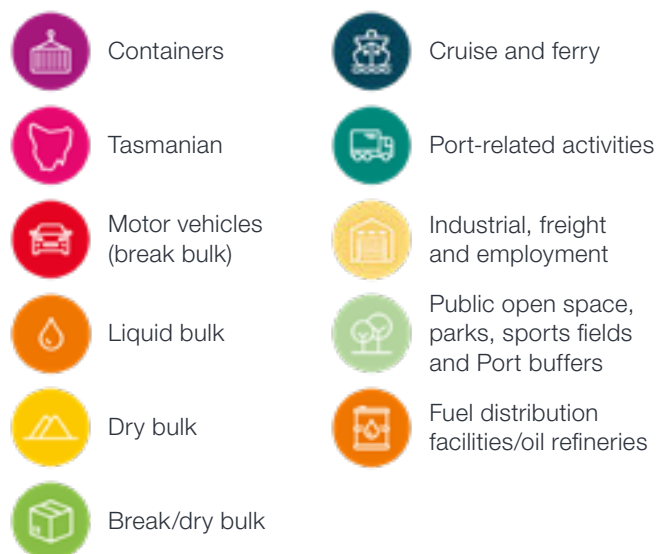 Containers
Tasmanian
Motor vehicles
(break bulk)
Liquid bulk
Dry bulk
Break/dry bulk
Cruise and ferry
Port-related activities
Industrial, freight
and employment
Public open space,
parks, sports fields
and Port buffers
Fuel distribution
facilities/oil refineries